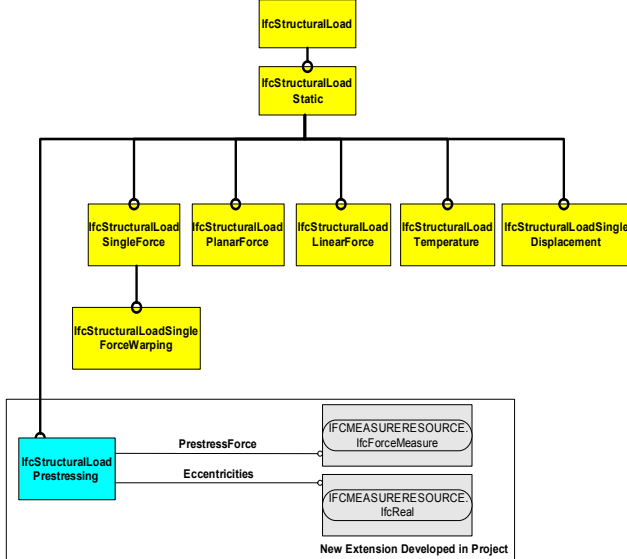 IfcStructuralLoad
IfcStructuralLoad
Static
IfcStructuralLoad
SingleForce
IfcStructuralLoad
PlanarForce
IfcStructuralLoad
LinearForce
IfcStructuralLoad
Temperature
IfcStructuralLoadSingle
Displacement
IfcStructuralLoadSingle
ForceWarping
IfcStructuralLoad
Prestressing
PrestressForce
Eccentricities
IFCMEASURERESOURCE.
IfcForceMeasure
IFCMEASURERESOURCE.
IfcReal
New Extension Developed in Project